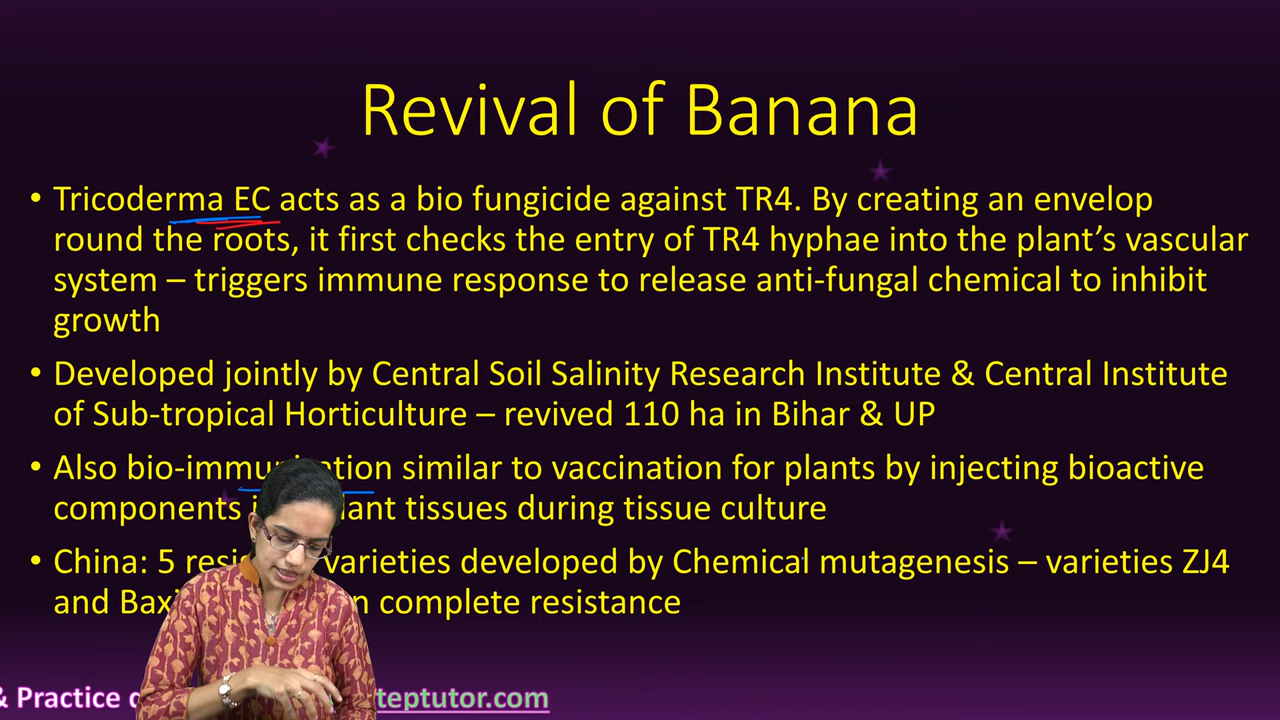 Revival of Banana
• Tricoderma EC acts as a bio fungicide against TR4. By creating an envelop
round the roots, it first checks the entry of TR4 hyphae into the plant's vascular
system – triggers immune response to release anti-fungal chemical to inhibit
growth
• Developed jointly by Central Soil Salinity Research Institute & Central Institute
of Sub-tropical Horticulture – revived 110 ha in Bihar & UP
• Also bio-immunization similar to vaccination for plants by injecting bioactive
components plant tissues during tissue culture
• China: 5 varieties developed by Chemical mutagenesis – varieties ZJ4
and complete resistance
& Practice teptutor.com